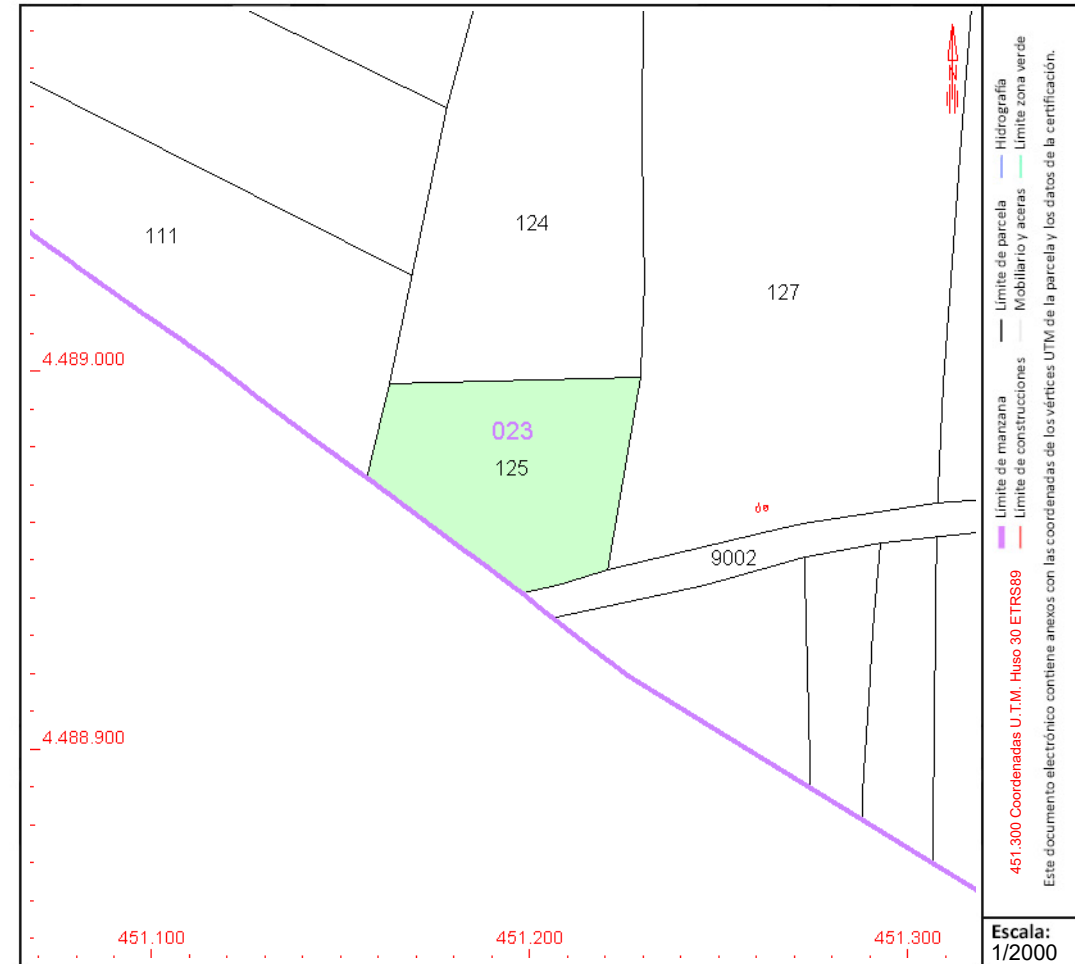 111
124
127
4.489.000
023
125
9002
4.488.900
451.100
451.200
451.300
N
Límite de manzana
Límite de parcela
Hidrografía
Límite de construcciones
Mobiliario y aceras
Límite zona verde
451.300 Coordenadas U.T.M. Huso 30 ETRS89
Este documento electrónico contiene anexos con las coordenadas de los vértices UTM de la parcela y los datos de la certificación.
Escala:
1/2000